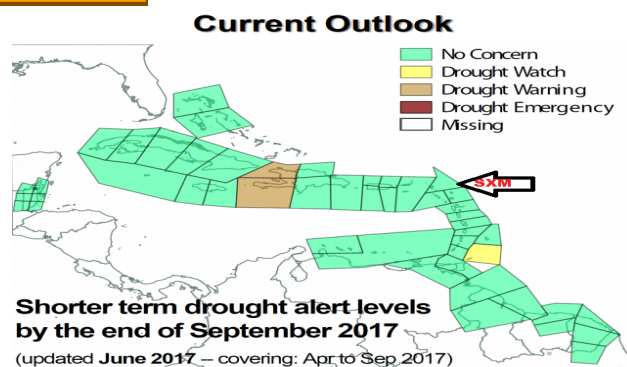 Current Outlook
No Concern
Drought Watch
Drought Warning
Drought Emergency
Missing
SXM
Shorter term drought alert levels
by the end of September 2017
(updated June 2017 – covering: Apr to Sep 2017)